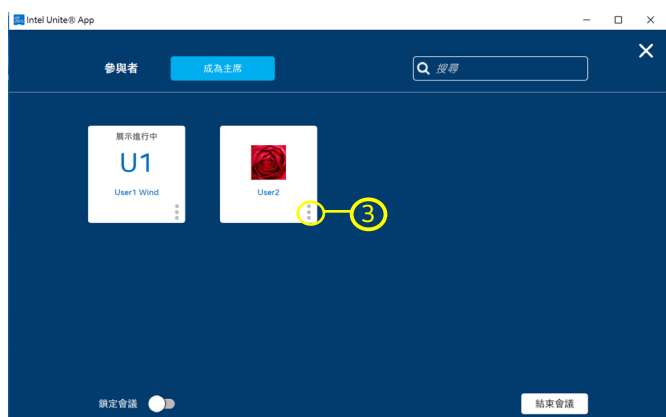 Intel Unite® App
參與者
成為主席
搜尋
展示進行中
U1
User1 Wind
User2
3
鎖定會議
結束會議